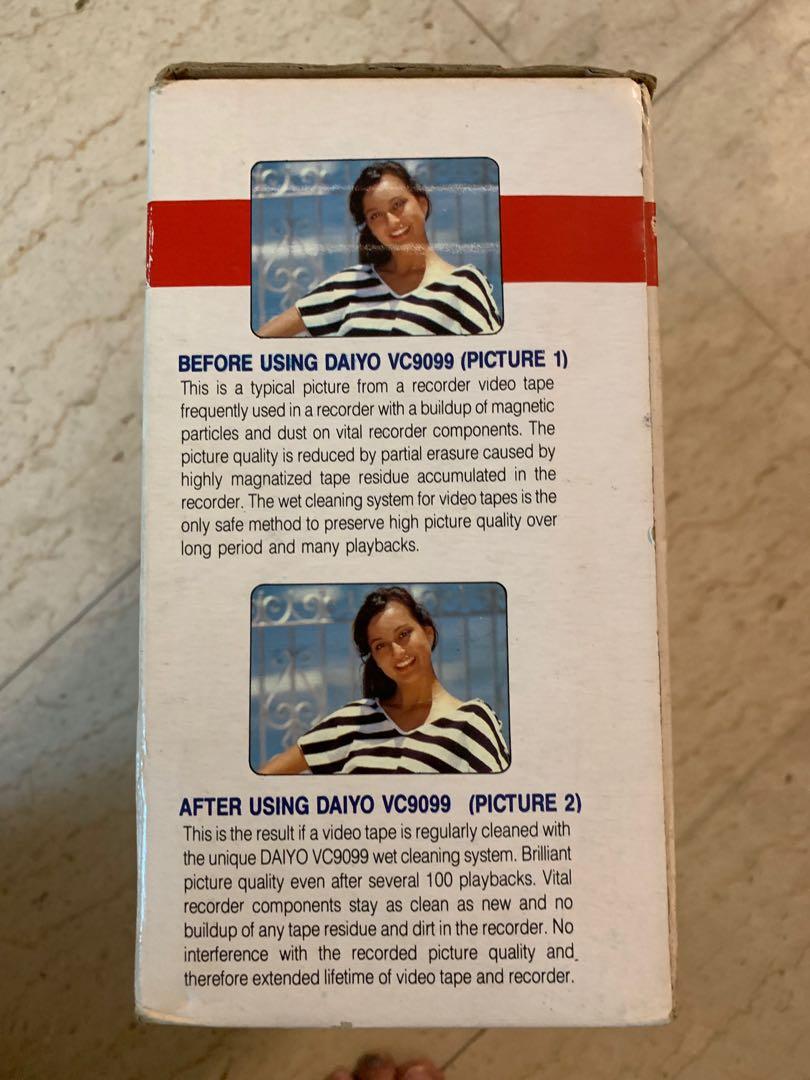 BEFORE USING DAIYO VC9099 (PICTURE 1)
This is a typical picture from a recorder video tape
frequently used in a recorder with a buildup of magnetic
particles and dust on vital recorder components. The
picture quality is reduced by partial erasure caused by
highly magnatized tape residue accumulated in the
recorder. The wet cleaning system for video tapes is the
only safe method to preserve high picture quality over
long period and many playbacks.
AFTER USING DAIYO VC9099 (PICTURE 2)
This is the result if a video tape is regularly cleaned with
the unique DAIYO VC9099 wet cleaning system. Brilliant
picture quality even after several 100 playbacks. Vital
recorder components stay as clean as new and no
buildup of any tape residue and dirt in the recorder. No
interference with the recorded picture quality and
therefore extended lifetime of video tape and recorder.